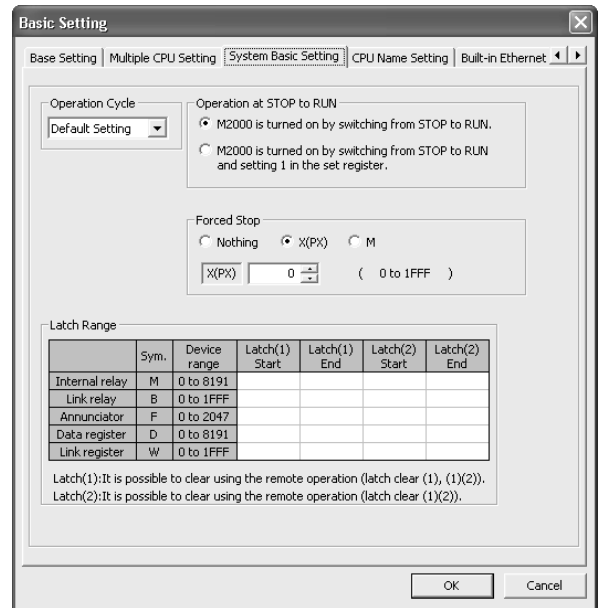 Basic Setting
Base Setting Multiple CPU Setting System Basic Setting CPU Name Setting Built-in Ethernet
Operation Cycle
Default Setting
Operation at STOP to RUN
M2000 is turned on by switching from STOP to RUN.
M2000 is turned on by switching from STOP to RUN
and setting 1 in the set register.
Forced Stop
Nothing X(PX) M
X(PX) 0 ( 0 to 1FFF )
Latch Range
Sym. Device range Latch(1) Start Latch(1) End Latch(2) Start Latch(2) End
Internal relay M 0 to 8191
Link relay B 0 to 1FFF
Annunciator F 0 to 2047
Data register D 0 to 8191
Link register W 0 to 1FFF
Latch(1):It is possible to clear using the remote operation (latch clear (1), (1)(2)).
Latch(2):It is possible to clear using the remote operation (latch clear (1)(2)).
OK Cancel